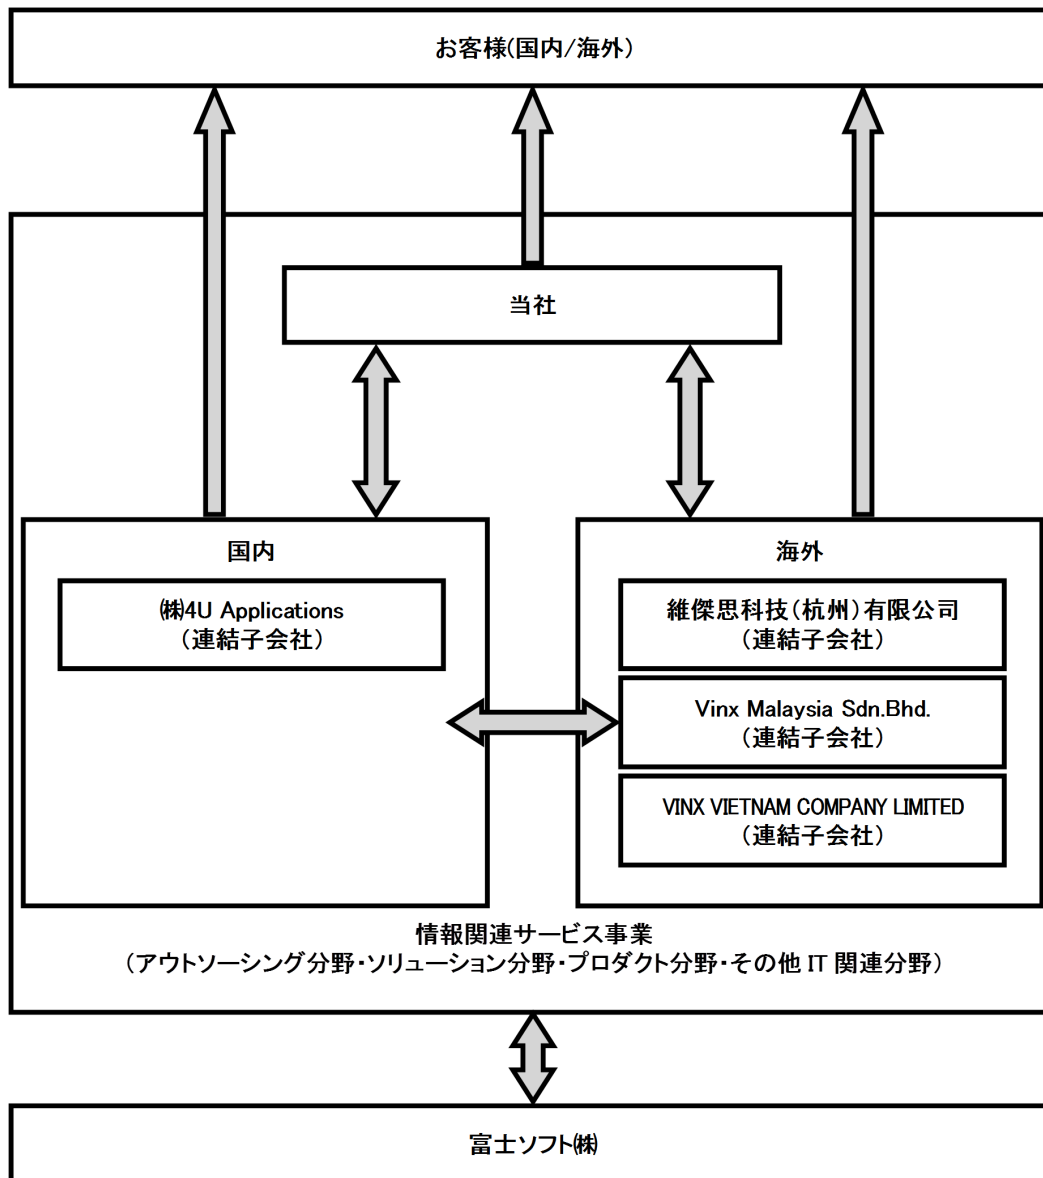 お客様(国内/海外)
当社
国内
㈱4U Applications
（連結子会社）
海外
維傑思科技（杭州）有限公司
（連結子会社）
Vinx Malaysia Sdn.Bhd.
（連結子会社）
VINX VIETNAM COMPANY LIMITED
（連結子会社）
情報関連サービス事業
（アウトソーシング分野・ソリューション分野・プロダクト分野・その他 IT 関連分野）
富士ソフト㈱